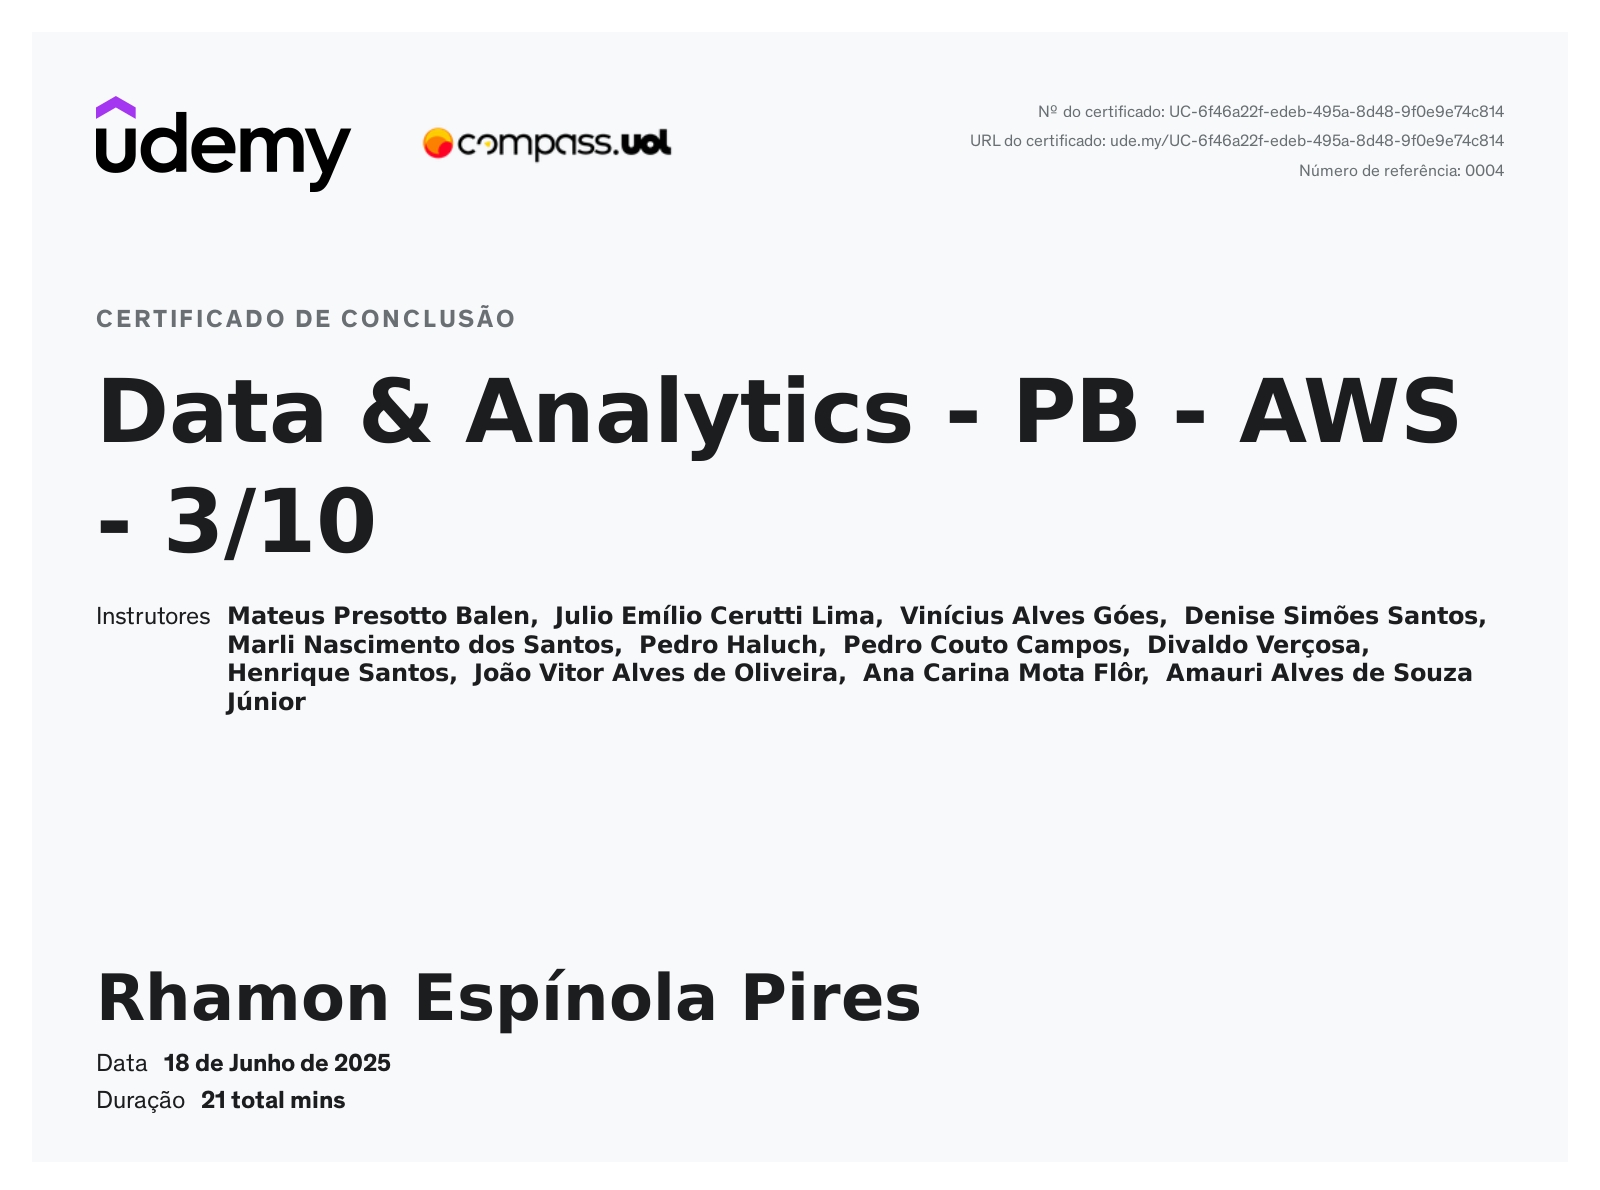 udemy
compass.uol
Nº do certificado: UC-6f46a22f-edeb-495a-8d48-9f0e9e74c814
URL do certificado: ude.my/UC-6f46a22f-edeb-495a-8d48-9f0e9e74c814
Número de referência: 0004
CERTIFICADO DE CONCLUSÃO
Data & Analytics - PB - AWS
- 3/10
Instrutores Mateus Presotto Balen, Julio Emílio Cerutti Lima, Vinícius Alves Góes, Denise Simões Santos,
Marli Nascimento dos Santos, Pedro Haluch, Pedro Couto Campos, Divaldo Verçosa,
Henrique Santos, João Vitor Alves de Oliveira, Ana Carina Mota Flôr, Amauri Alves de Souza
Júnior
Rhamon Espínola Pires
Data 18 de Junho de 2025
Duração 21 total mins